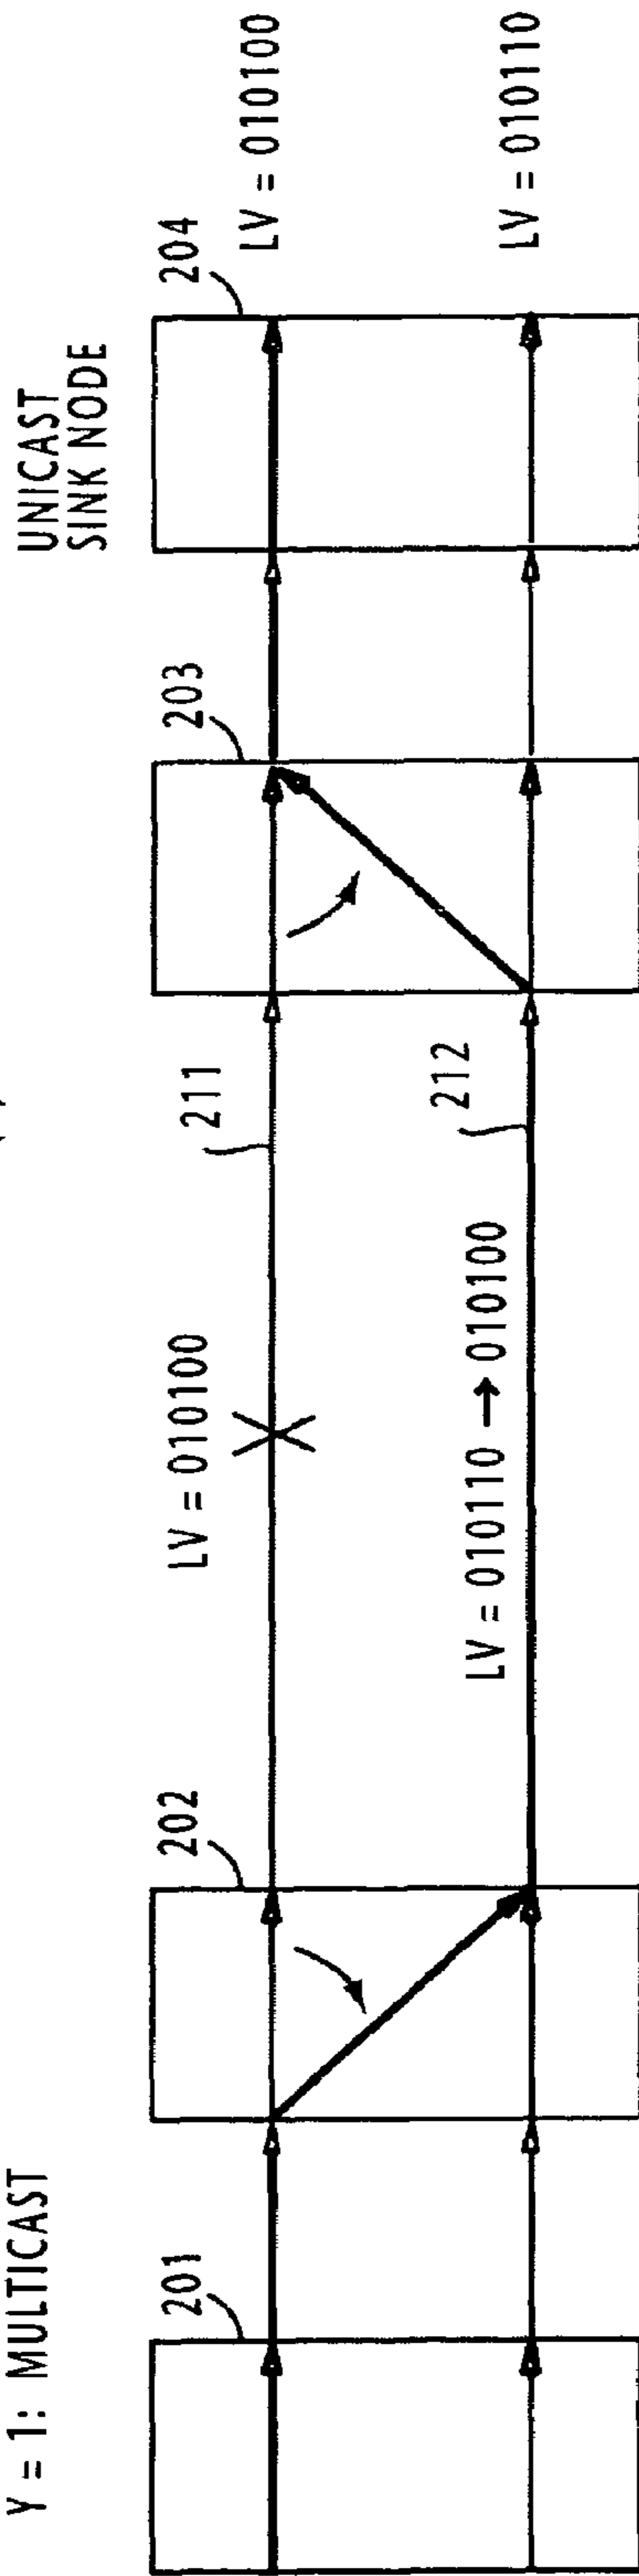 Y = 1: MULTICAST
UNICAST
SINK NODE
201
202
203
204
LV = 010100
211
LV = 010100
LV = 010110 → 010100
212
LV = 010110